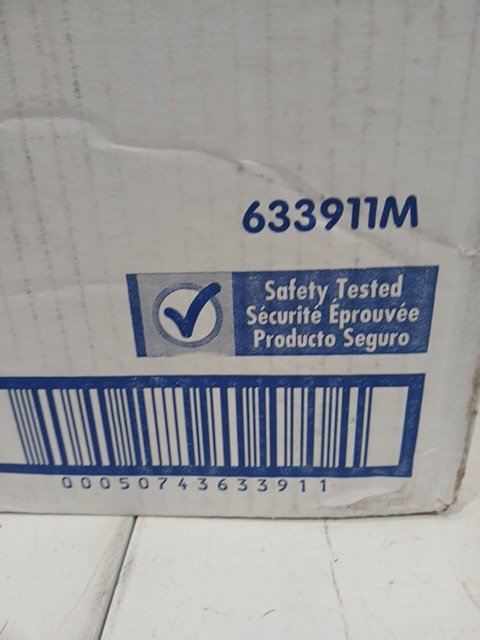 633911M
Safety Tested
Sécurité Éprouvée
Producto Seguro
00050743633911